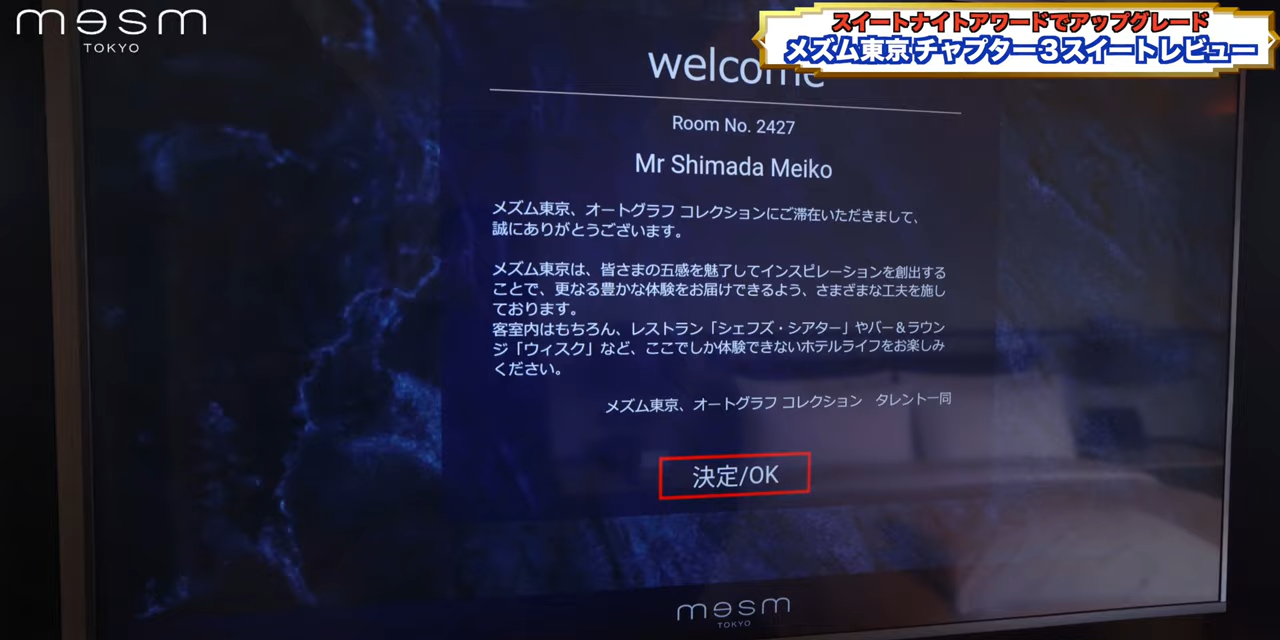 mesm
TOKYO
スイートナイトアワードでアップグレード
メズム東京 チャプター3スイートレビュー
welcome
Room No. 2427
Mr Shimada Meiko
メズム東京、オートグラフ コレクションにご滞在いただきまして、
誠にありがとうございます。
メズム東京は、皆さまの五感を魅了してインスピレーションを創出する
ことで、更なる豊かな体験をお届けできるよう、さまざまな工夫を施し
ております。
客室内はもちろん、レストラン「シェフズ・シアター」やバー＆ラウン
ジ「ウィスク」など、ここでしか体験できないホテルライフをお楽しみ
ください。
メズム東京、オートグラフ コレクション　タレント一同
決定/OK
mesm
TOKYO